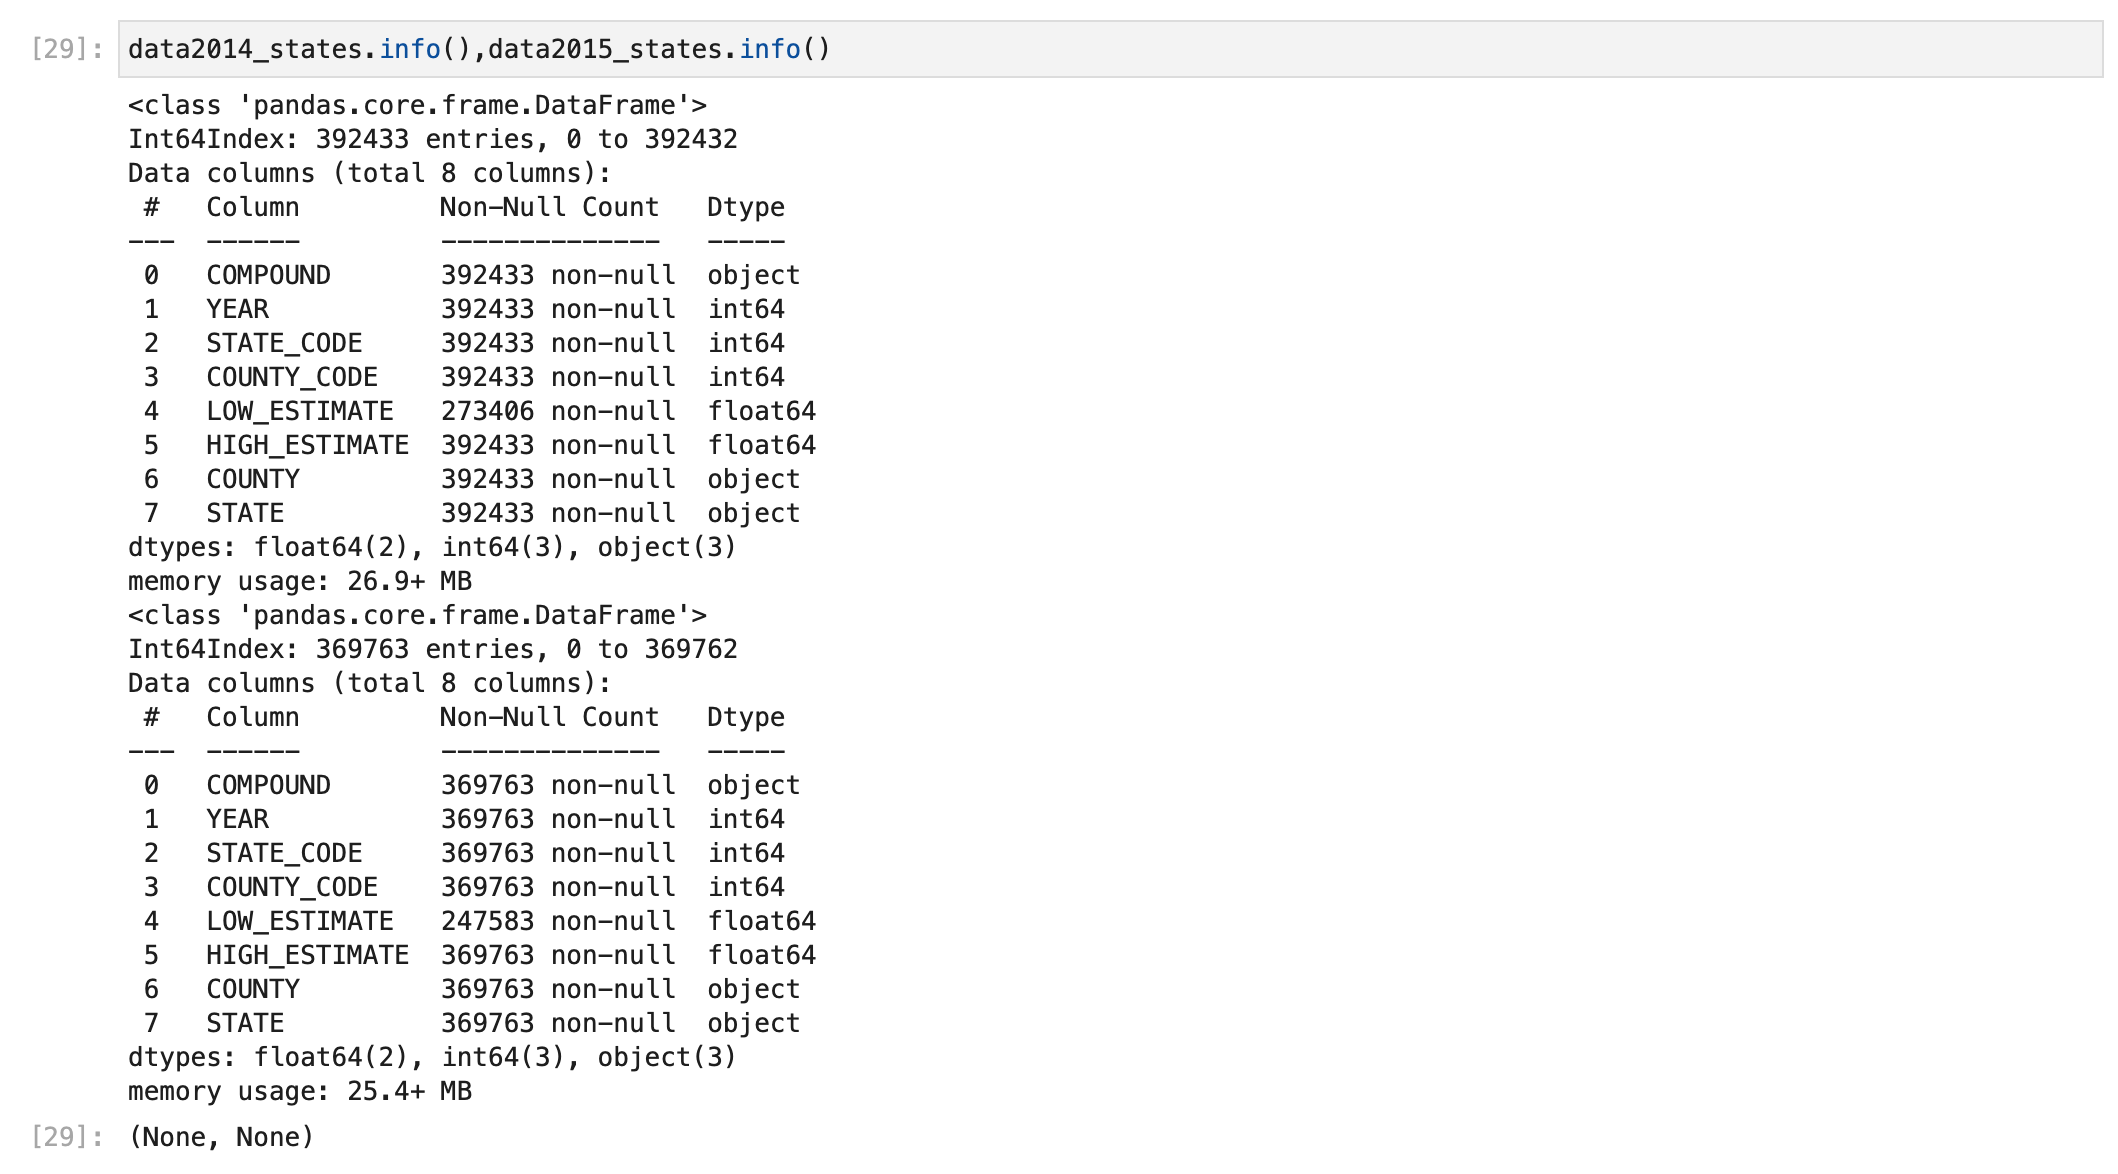 [29]: data2014_states.info(),data2015_states.info()
<class 'pandas.core.frame.DataFrame'>
Int64Index: 392433 entries, 0 to 392432
Data columns (total 8 columns):
 #   Column         Non-Null Count   Dtype
---  ------         --------------   -----
 0   COMPOUND       392433 non-null  object
 1   YEAR           392433 non-null  int64
 2   STATE_CODE     392433 non-null  int64
 3   COUNTY_CODE    392433 non-null  int64
 4   LOW_ESTIMATE   273406 non-null  float64
 5   HIGH_ESTIMATE  392433 non-null  float64
 6   COUNTY         392433 non-null  object
 7   STATE          392433 non-null  object
dtypes: float64(2), int64(3), object(3)
memory usage: 26.9+ MB
<class 'pandas.core.frame.DataFrame'>
Int64Index: 369763 entries, 0 to 369762
Data columns (total 8 columns):
 #   Column         Non-Null Count   Dtype
---  ------         --------------   -----
 0   COMPOUND       369763 non-null  object
 1   YEAR           369763 non-null  int64
 2   STATE_CODE     369763 non-null  int64
 3   COUNTY_CODE    369763 non-null  int64
 4   LOW_ESTIMATE   247583 non-null  float64
 5   HIGH_ESTIMATE  369763 non-null  float64
 6   COUNTY         369763 non-null  object
 7   STATE          369763 non-null  object
dtypes: float64(2), int64(3), object(3)
memory usage: 25.4+ MB
[29]: (None, None)